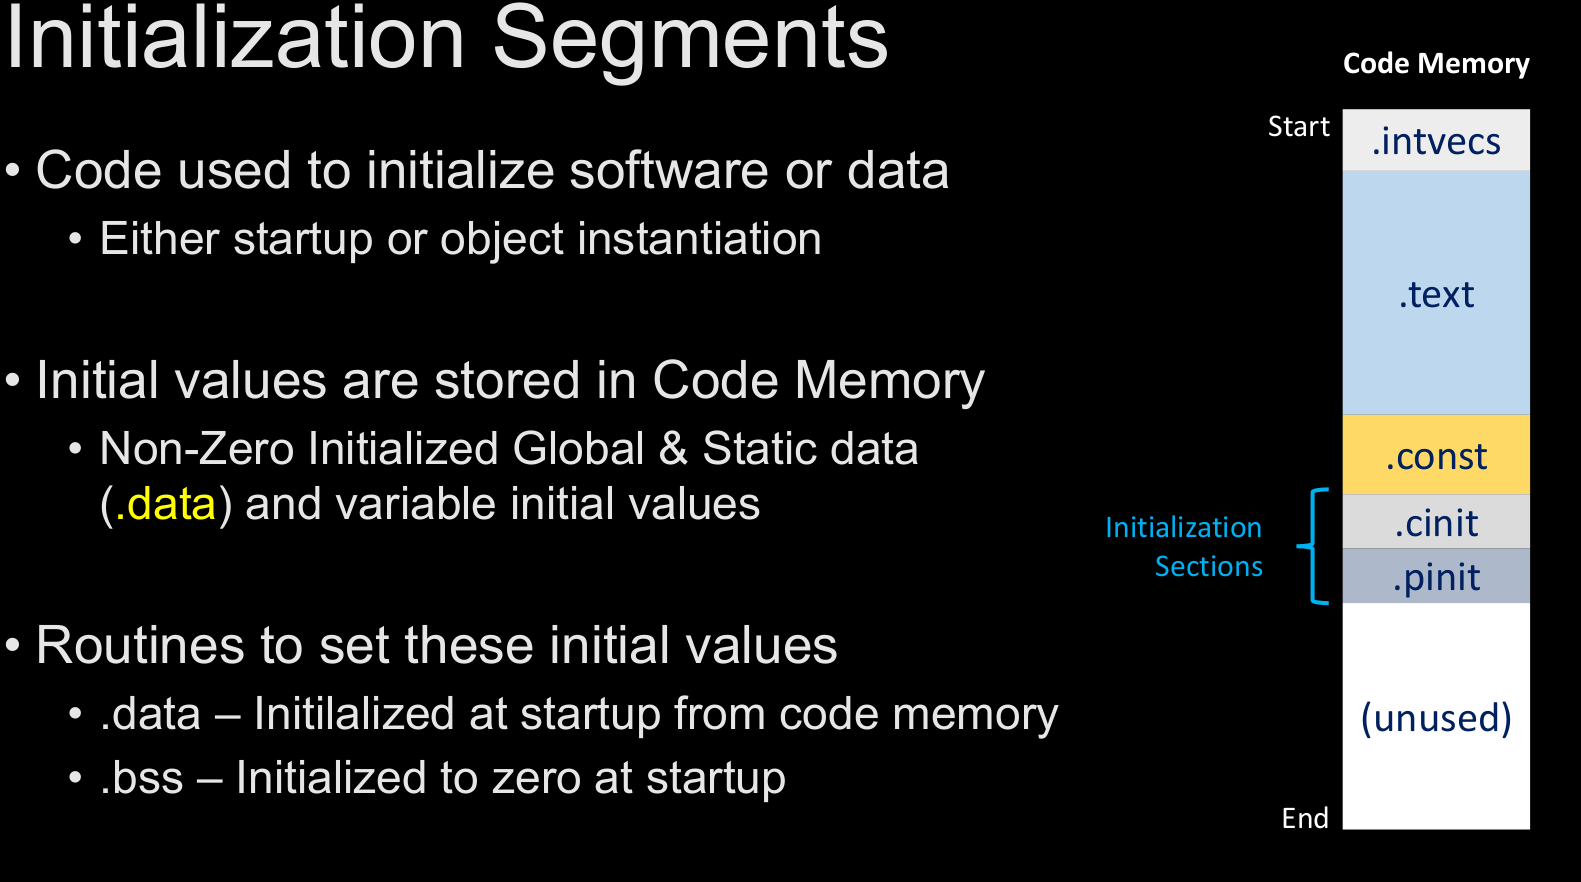 Initialization Segments
• Code used to initialize software or data
• Either startup or object instantiation
• Initial values are stored in Code Memory
• Non-Zero Initialized Global & Static data
(.data) and variable initial values
• Routines to set these initial values
• .data – Initilalized at startup from code memory
• .bss – Initialized to zero at startup
Code Memory
Start
.intvecs
.text
.const
Initialization
Sections
.cinit
.pinit
(unused)
End